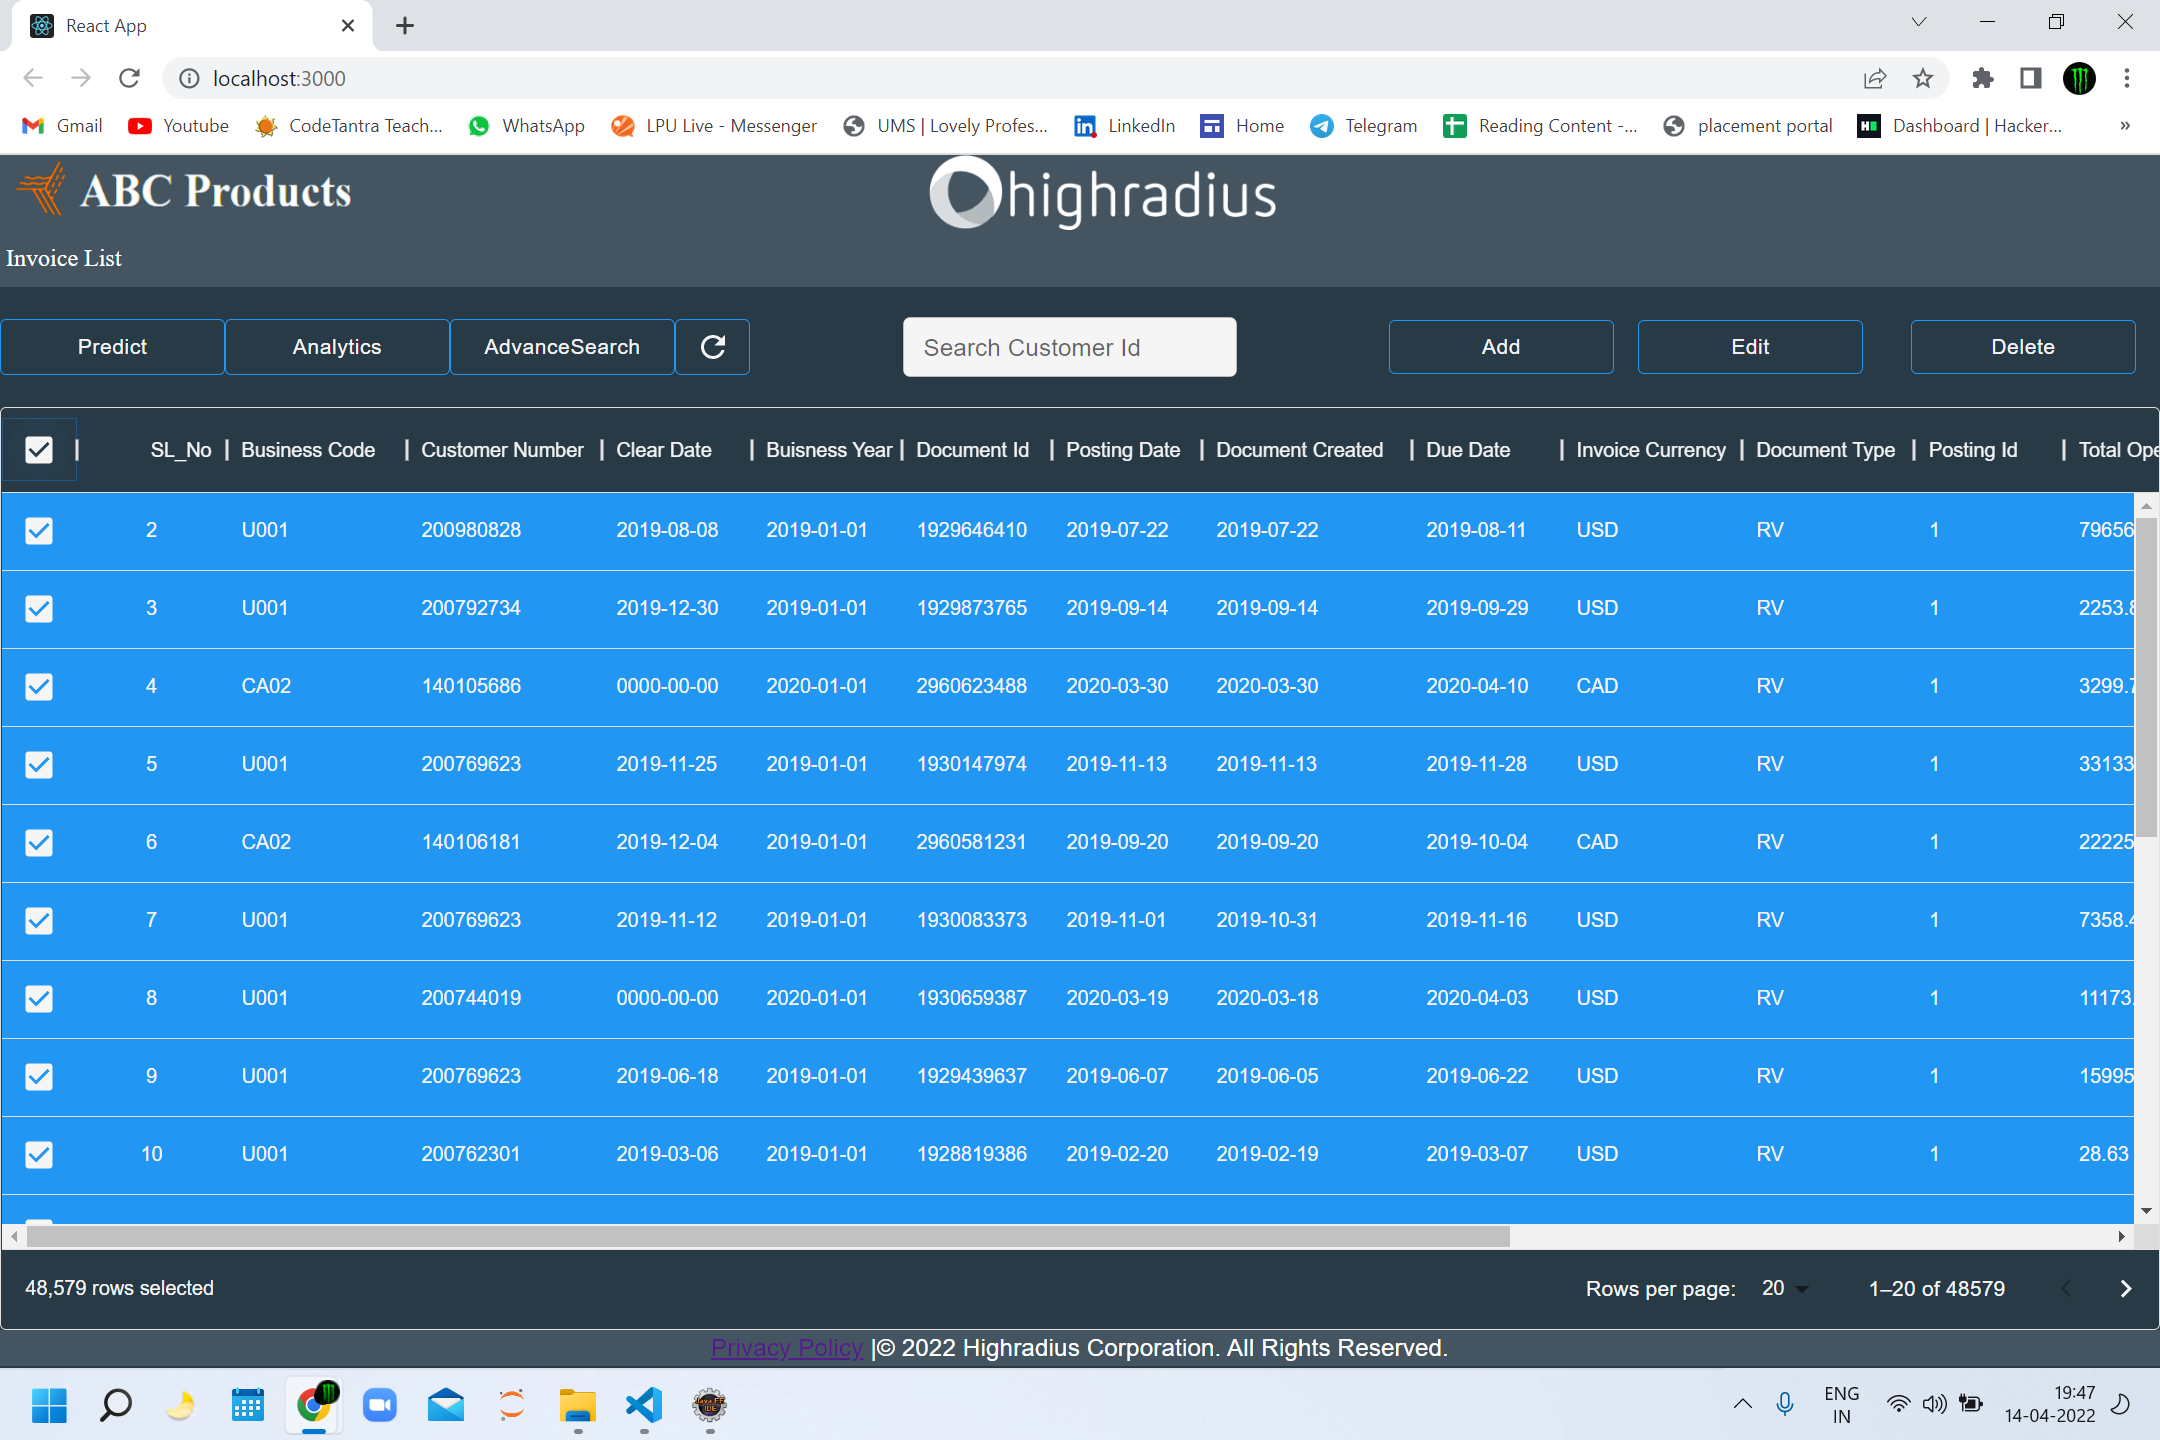 React App
localhost:3000
Gmail Youtube CodeTantra Teach... WhatsApp LPU Live - Messenger UMS | Lovely Profes... LinkedIn Home Telegram Reading Content -... placement portal Dashboard | Hacker... »
ABC Products highradius
Invoice List
Predict Analytics AdvanceSearch Search Customer Id Add Edit Delete
SL_No Business Code Customer Number Clear Date Buisness Year Document Id Posting Date Document Created Due Date Invoice Currency Document Type Posting Id Total Ope
2 U001 200980828 2019-08-08 2019-01-01 1929646410 2019-07-22 2019-07-22 2019-08-11 USD RV 1 79656
3 U001 200792734 2019-12-30 2019-01-01 1929873765 2019-09-14 2019-09-14 2019-09-29 USD RV 1 2253.8
4 CA02 140105686 0000-00-00 2020-01-01 2960623488 2020-03-30 2020-03-30 2020-04-10 CAD RV 1 3299.7
5 U001 200769623 2019-11-25 2019-01-01 1930147974 2019-11-13 2019-11-13 2019-11-28 USD RV 1 33133
6 CA02 140106181 2019-12-04 2019-01-01 2960581231 2019-09-20 2019-09-20 2019-10-04 CAD RV 1 22225
7 U001 200769623 2019-11-12 2019-01-01 1930083373 2019-11-01 2019-10-31 2019-11-16 USD RV 1 7358.4
8 U001 200744019 0000-00-00 2020-01-01 1930659387 2020-03-19 2020-03-18 2020-04-03 USD RV 1 11173.
9 U001 200769623 2019-06-18 2019-01-01 1929439637 2019-06-07 2019-06-05 2019-06-22 USD RV 1 15995
10 U001 200762301 2019-03-06 2019-01-01 1928819386 2019-02-20 2019-02-19 2019-03-07 USD RV 1 28.63
48,579 rows selected Rows per page: 20 1–20 of 48579
Privacy Policy |© 2022 Highradius Corporation. All Rights Reserved.
ENG 19:47
IN 14-04-2022